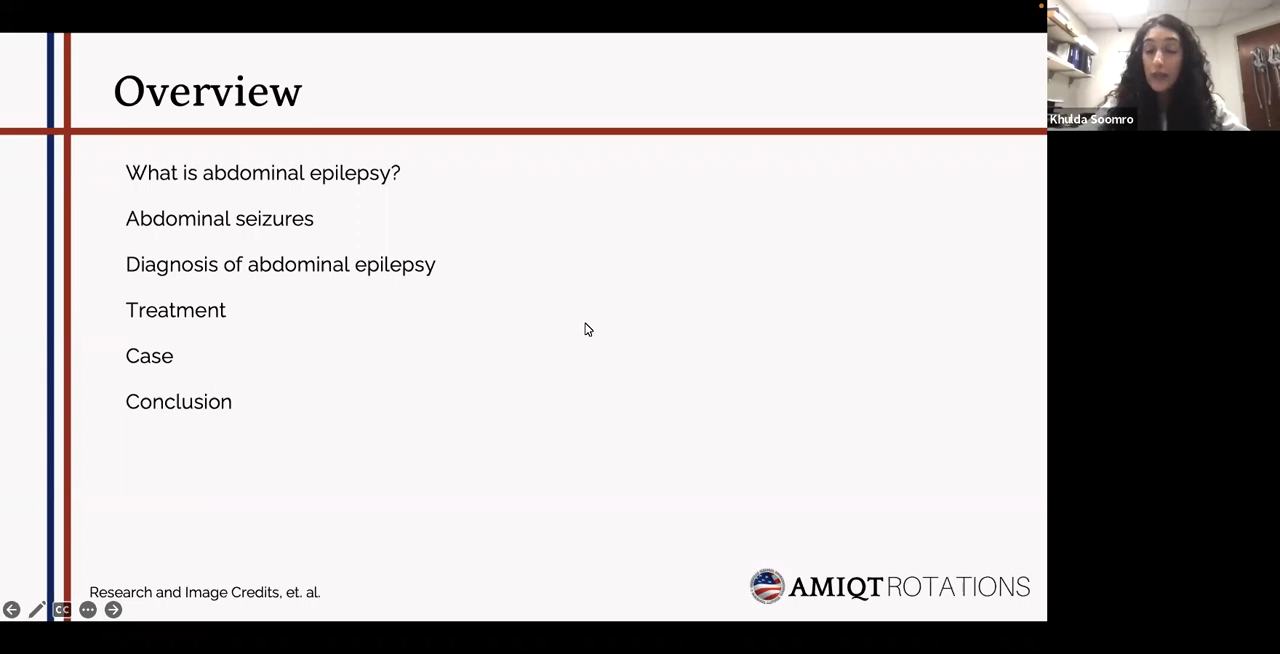 Overview
What is abdominal epilepsy?
Abdominal seizures
Diagnosis of abdominal epilepsy
Treatment
Case
Conclusion
Research and Image Credits, et. al.
CC
AMIQT ROTATIONS
Khulda Soomro